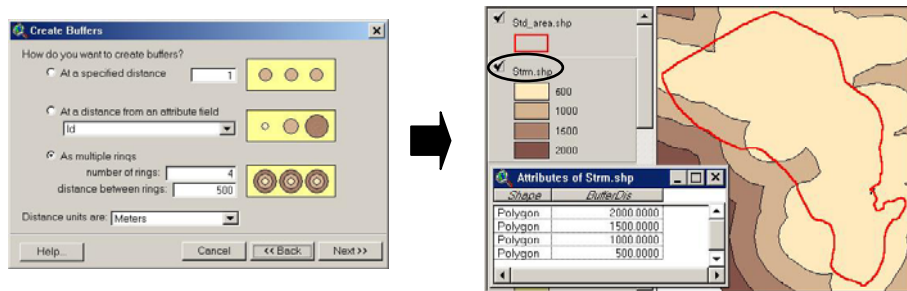 Create Buffers
How do you want to create buffers?
At a specified distance 1
At a distance from an attribute field
Id
As multiple rings
number of rings: 4
distance between rings: 500
Distance units are: Meters
Help... Cancel << Back Next >>
Std_area.shp
Strm.shp
600
1000
1600
2000
Attributes of Strm.shp
Shape BufferDis
Polygon 2000.0000
Polygon 1500.0000
Polygon 1000.0000
Polygon 500.0000